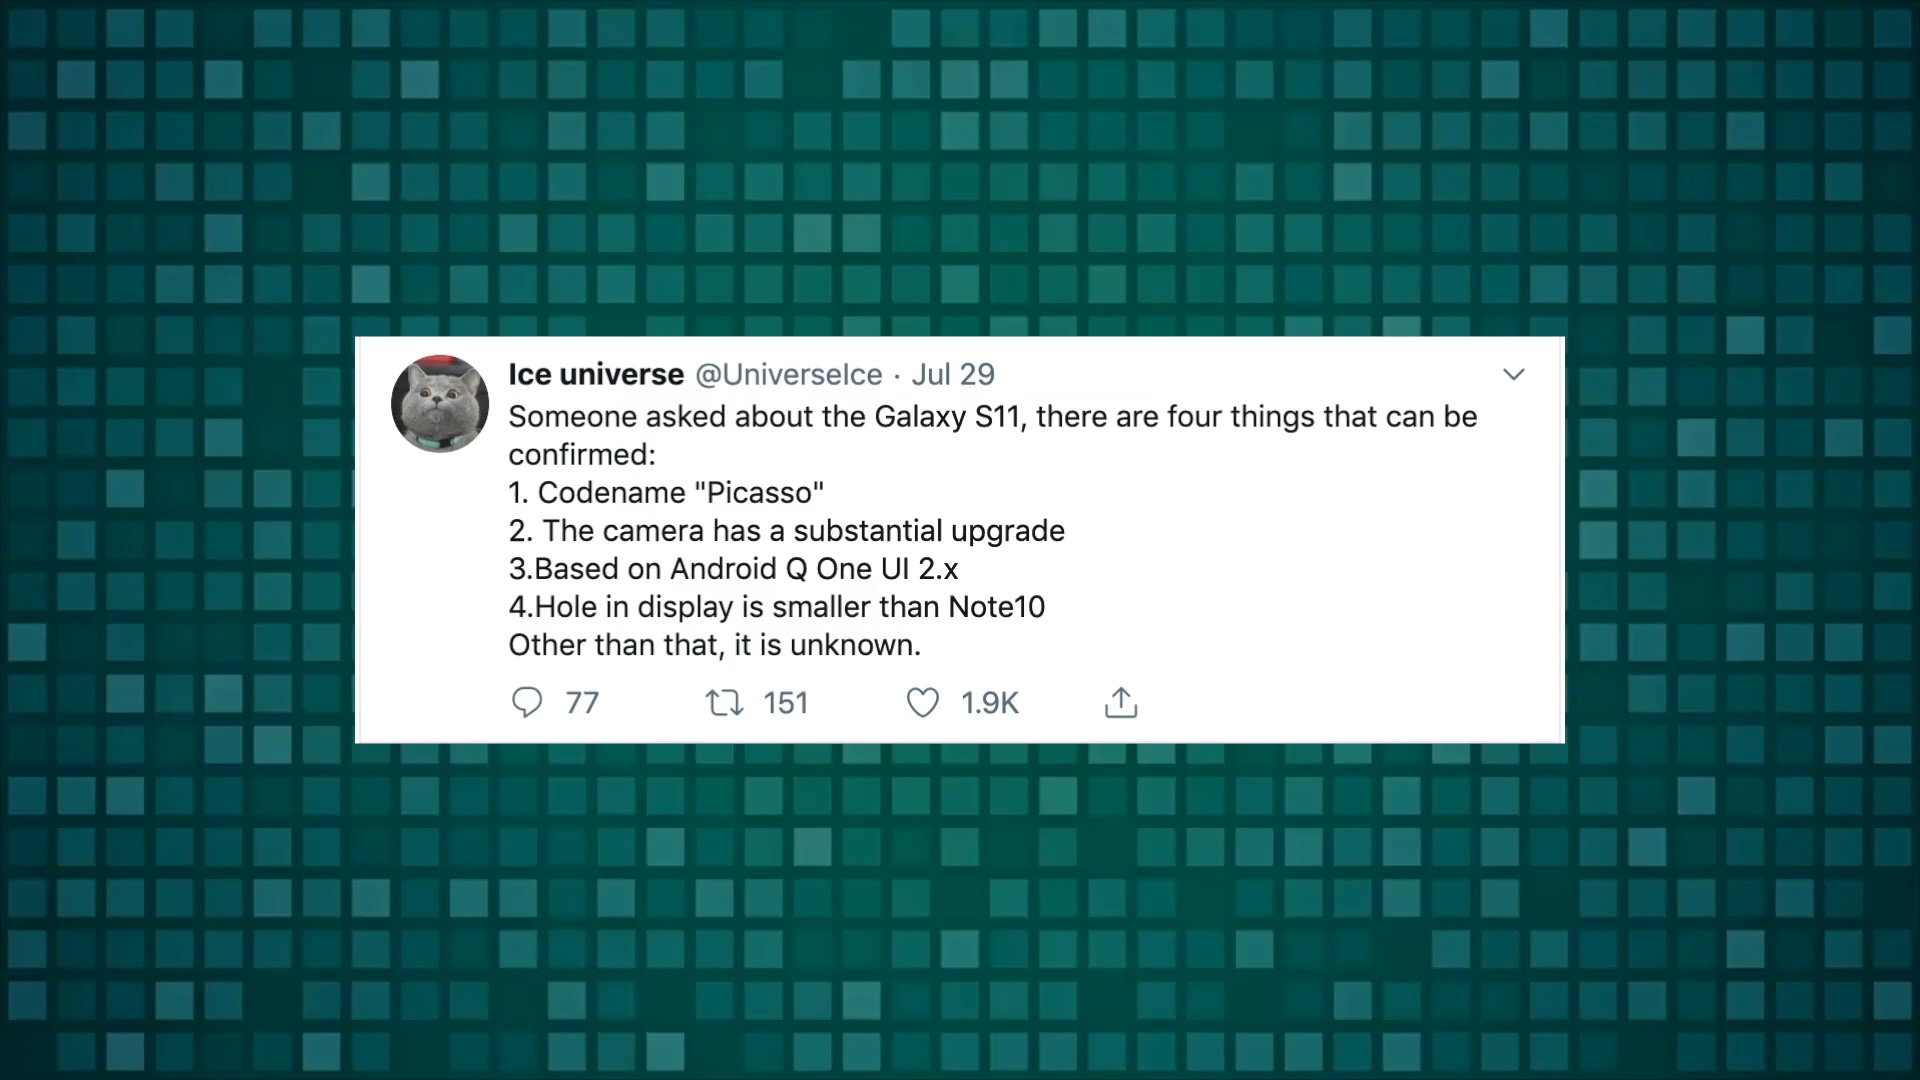 Ice universe @UniverseIce · Jul 29
Someone asked about the Galaxy S11, there are four things that can be
confirmed:
1. Codename "Picasso"
2. The camera has a substantial upgrade
3.Based on Android Q One UI 2.x
4.Hole in display is smaller than Note10
Other than that, it is unknown.
77 151 1.9K